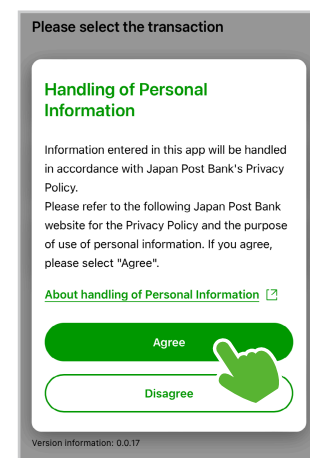 Please select the transaction
Handling of Personal
Information
Information entered in this app will be handled
in accordance with Japan Post Bank's Privacy
Policy.
Please refer to the following Japan Post Bank
website for the Privacy Policy and the purpose
of use of personal information. If you agree,
please select "Agree".
About handling of Personal Information
Agree
Disagree
Version information: 0.0.17